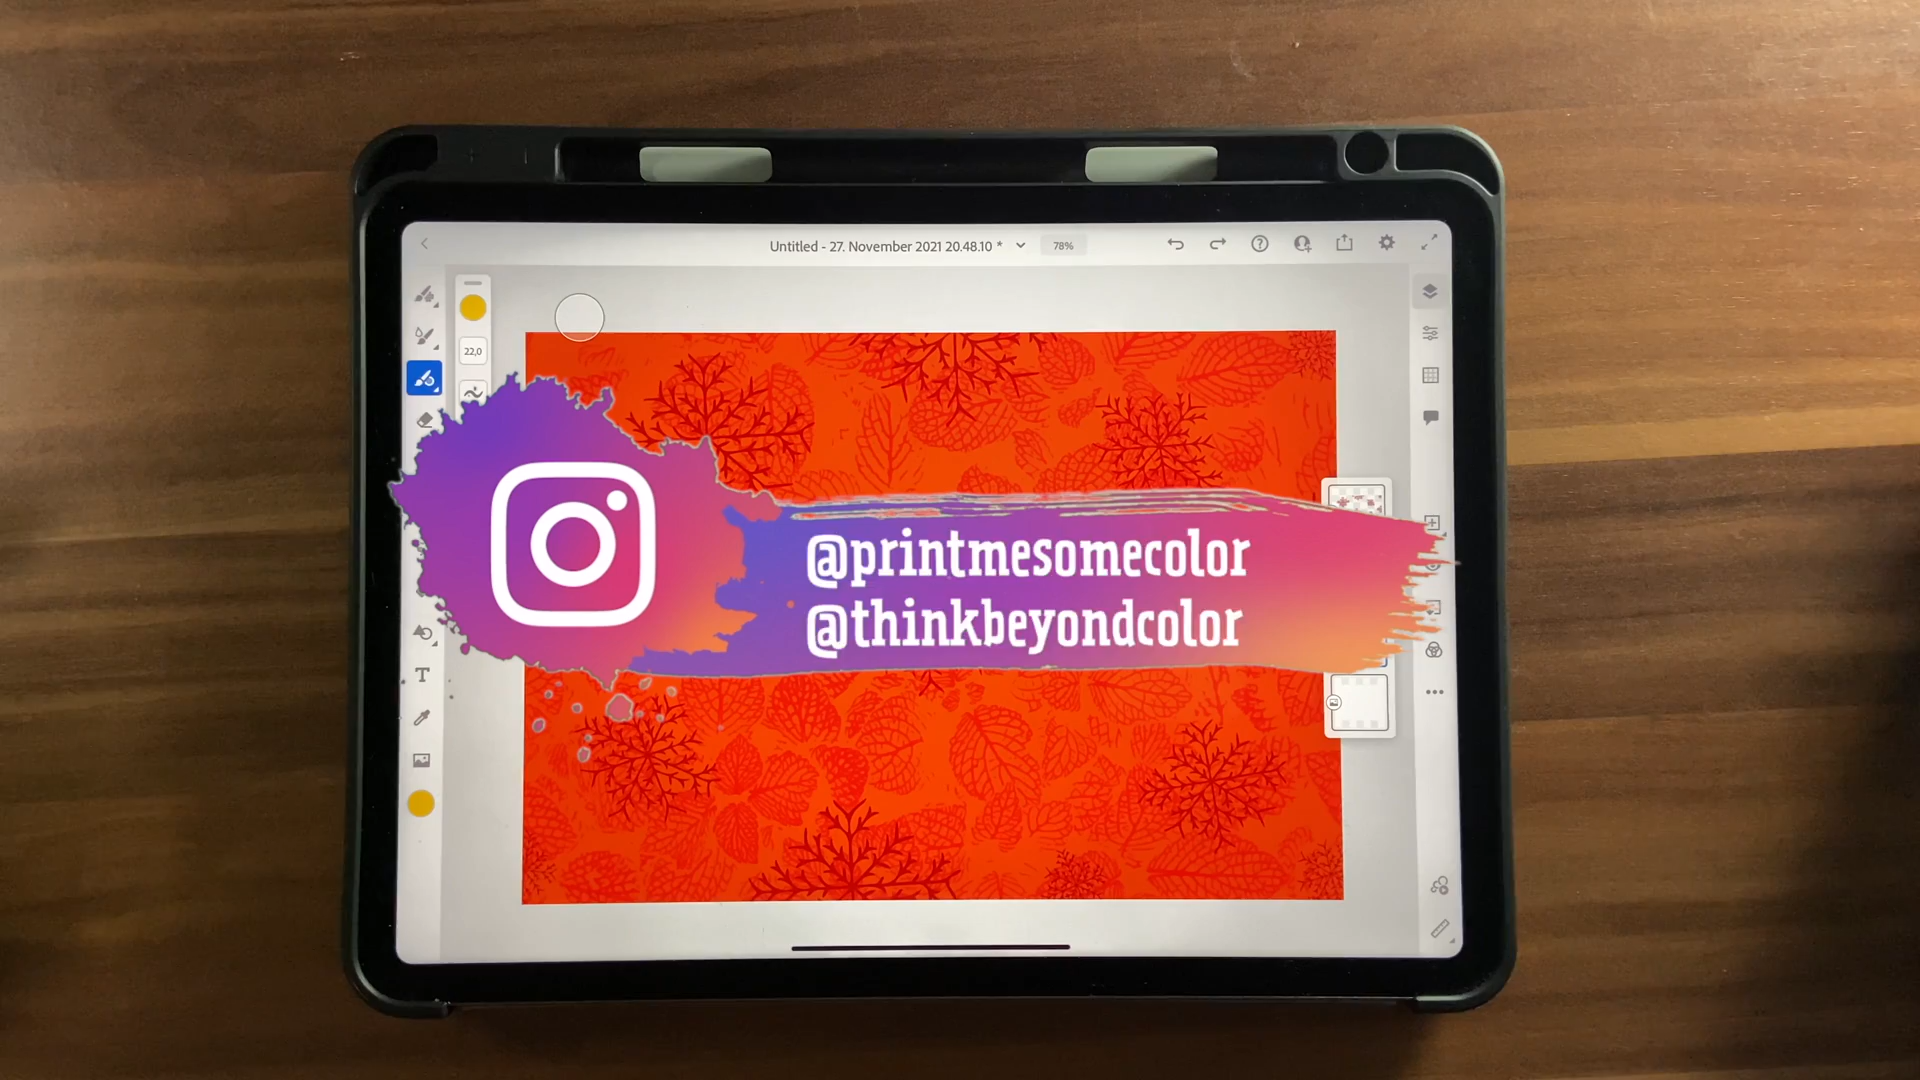 Untitled - 27. November 2021 20.48.10 *
78%
22,0
@printmesomecolor
@thinkbeyondcolor
T